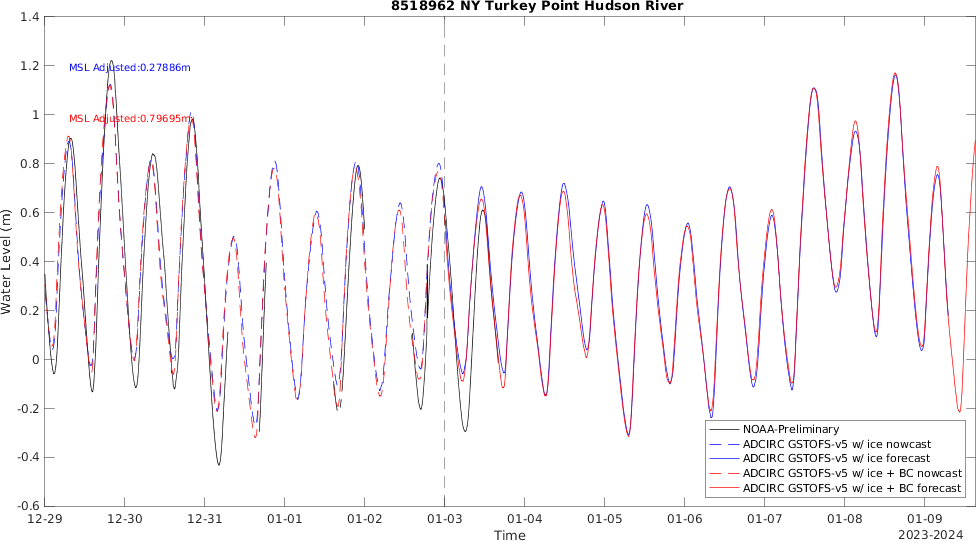 8518962 NY Turkey Point Hudson River
1.4
1.2
1
0.8
0.6
0.4
0.2
0
-0.2
-0.4
-0.6
Water Level (m)
MSL Adjusted:0.27886m
MSL Adjusted:0.79695m
NOAA-Preliminary
ADCIRC GSTOFS-v5 w/ ice nowcast
ADCIRC GSTOFS-v5 w/ ice forecast
ADCIRC GSTOFS-v5 w/ ice + BC nowcast
ADCIRC GSTOFS-v5 w/ ice + BC forecast
12-29 12-30 12-31 01-01 01-02 01-03 01-04 01-05 01-06 01-07 01-08 01-09
2023-2024
Time